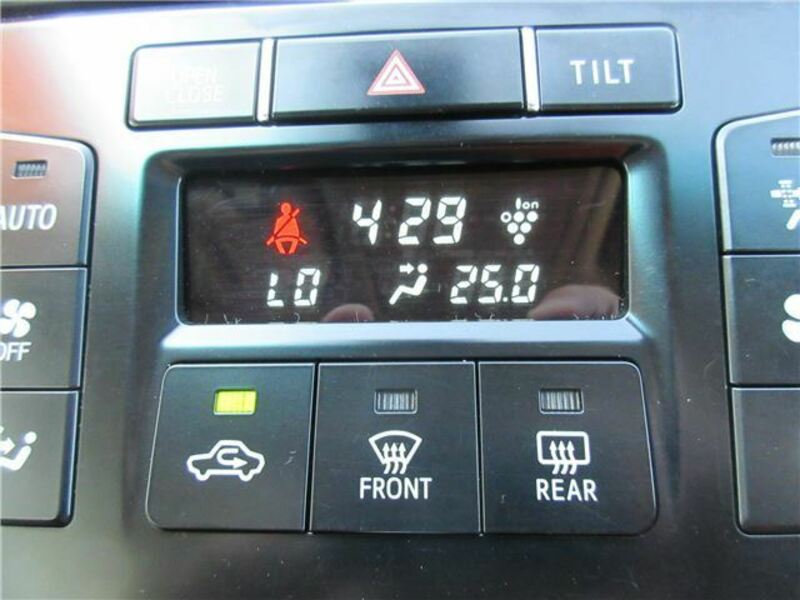 OPEN
CLOSE
TILT
AUTO
4 29
ion
LO
25.0
OFF
FRONT
REAR